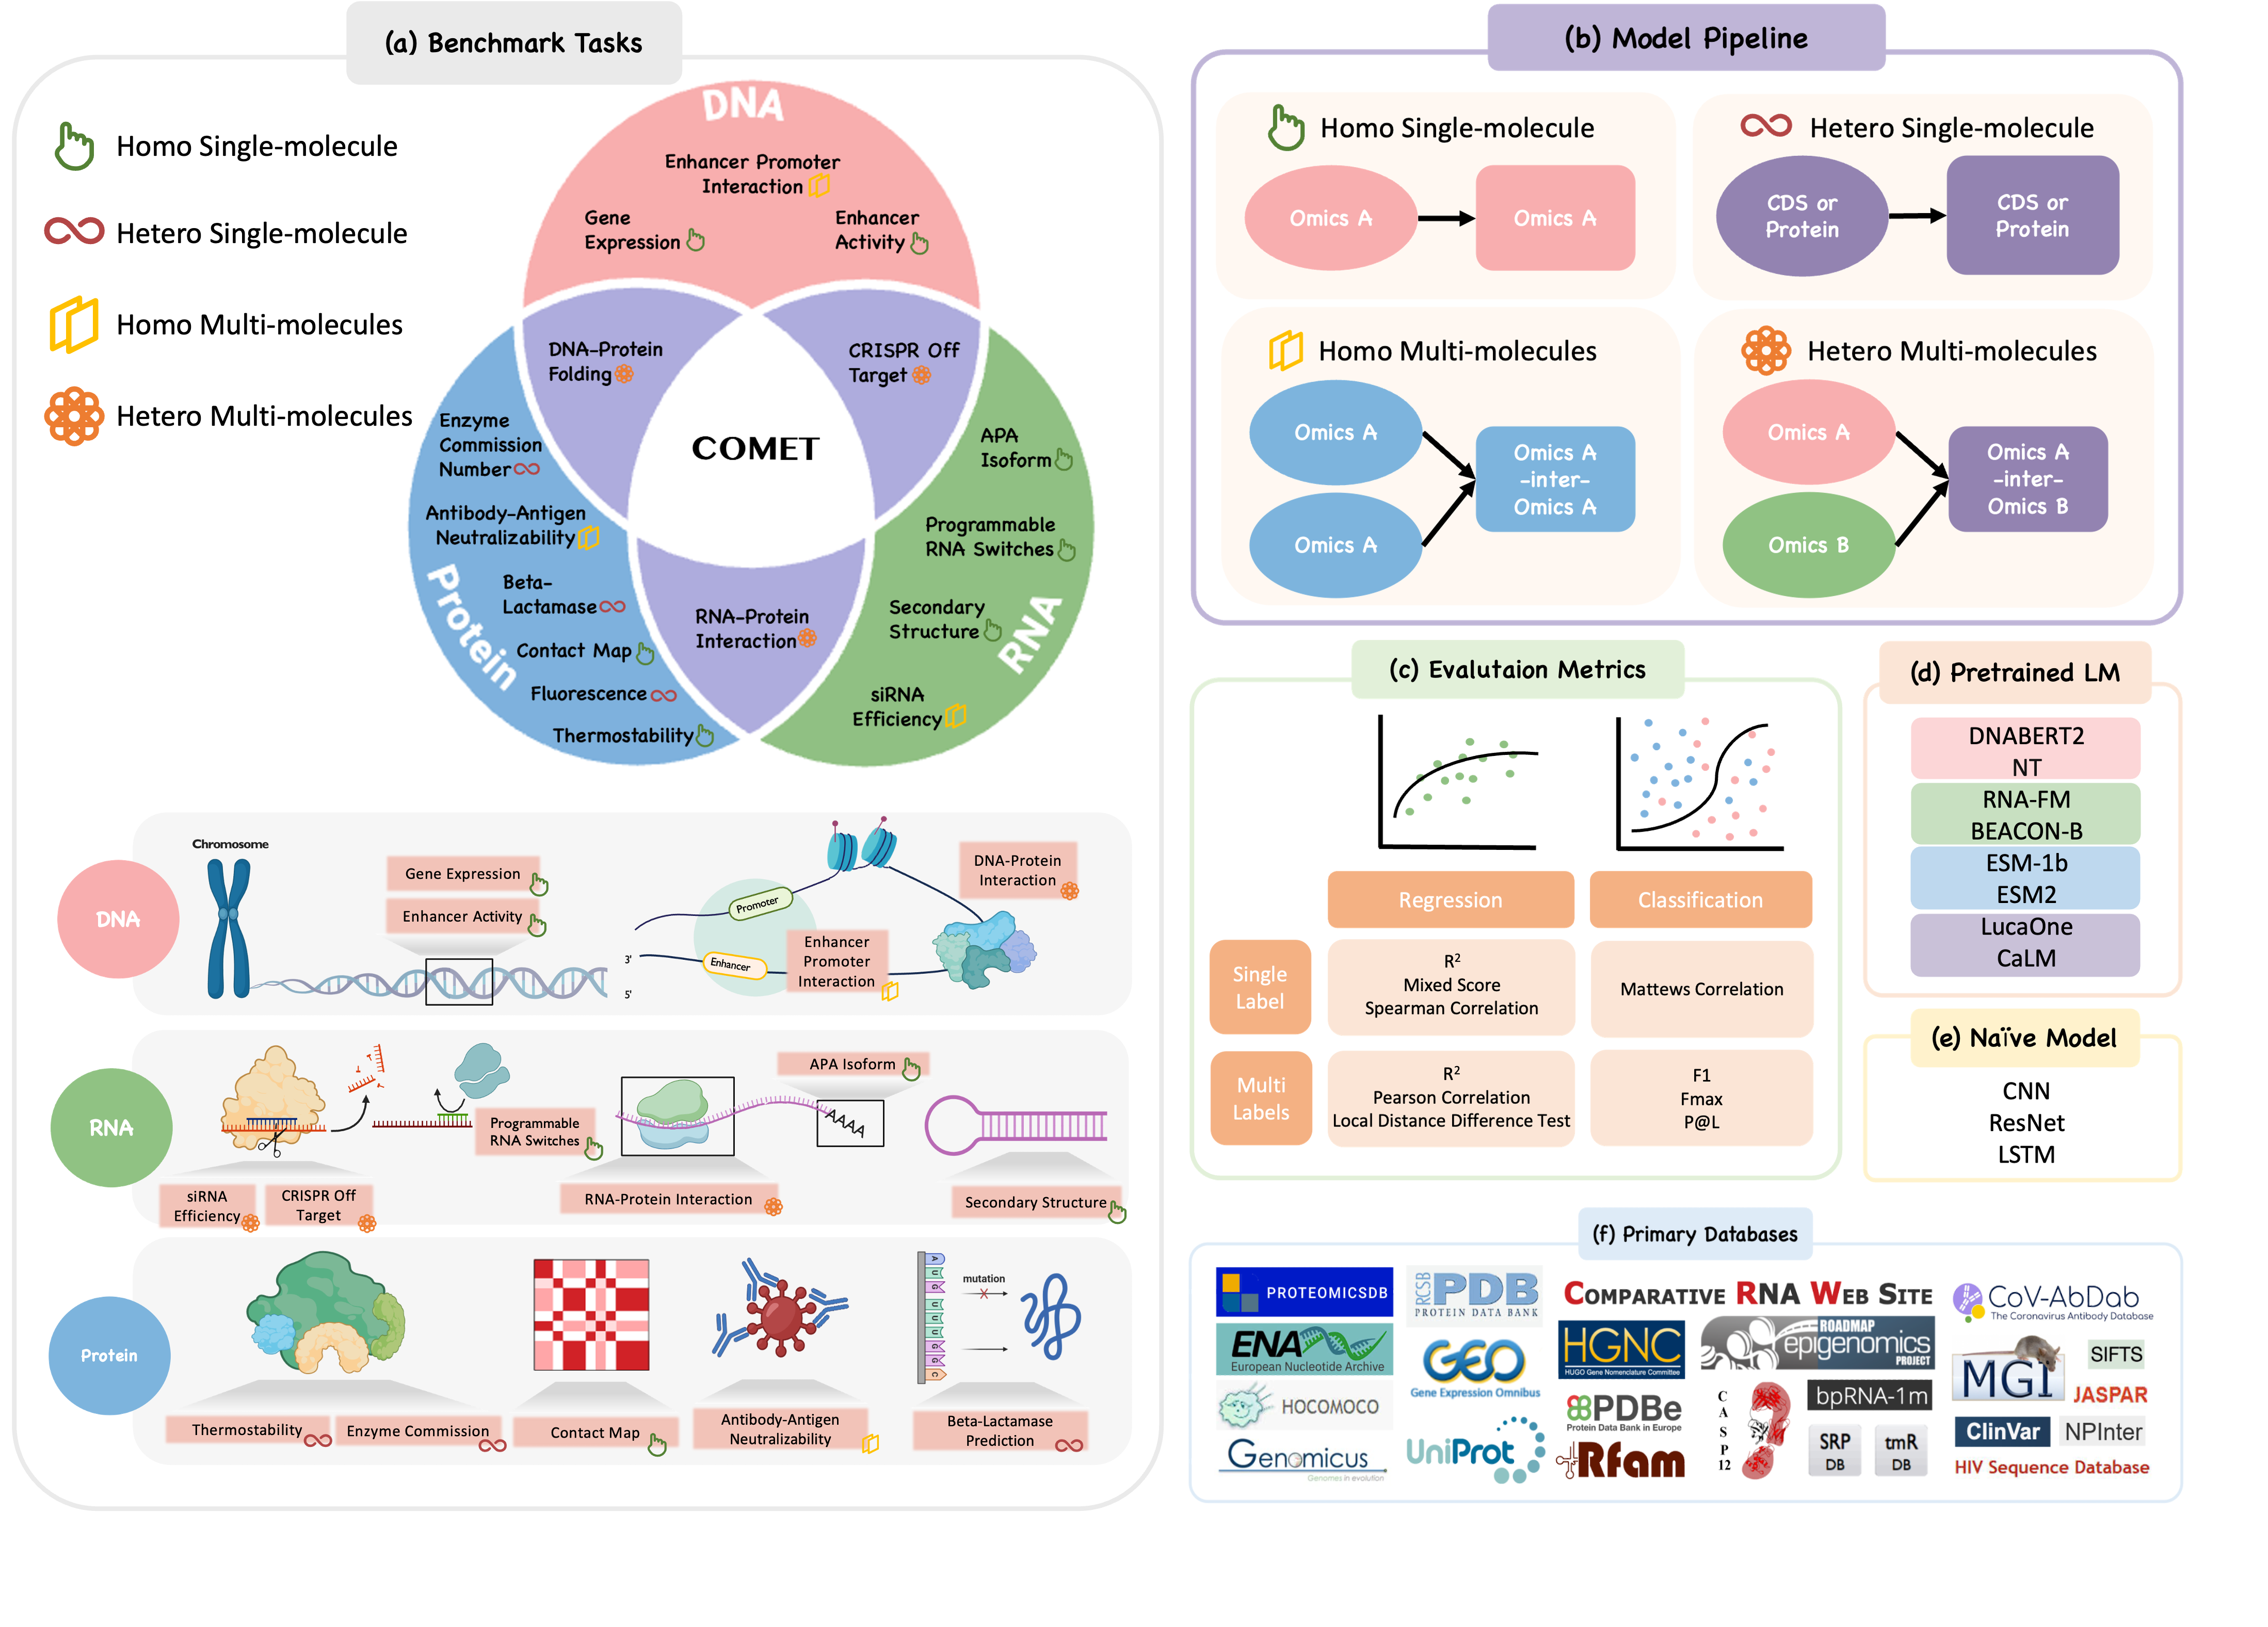 (a) Benchmark Tasks
Homo Single-molecule
Hetero Single-molecule
Homo Multi-molecules
Hetero Multi-molecules
DNA
Enhancer Promoter
Interaction
Gene
Expression
Enhancer
Activity
DNA-Protein
Folding
CRISPR Off
Target
COMET
Enzyme
Commission
Number
Antibody-Antigen
Neutralizability
Beta-
Lactamase
Contact Map
Fluorescence
Thermostability
Protein
RNA-Protein
Interaction
APA
Isoform
Programmable
RNA Switches
Secondary
Structure
siRNA
Efficiency
RNA
DNA
Chromosome
Gene Expression
Enhancer Activity
3'
5'
Promoter
Enhancer
Enhancer
Promoter
Interaction
DNA-Protein
Interaction
RNA
siRNA
Efficiency
CRISPR Off
Target
Programmable
RNA Switches
RNA-Protein Interaction
APA Isoform
AAAA
Secondary Structure
Protein
Thermostability
Enzyme Commission
Contact Map
Antibody-Antigen
Neutralizability
A
U
G
U
U
U
G
G
C
mutation
Beta-Lactamase
Prediction
(b) Model Pipeline
Homo Single-molecule
Omics A
Omics A
Hetero Single-molecule
CDS or
Protein
CDS or
Protein
Homo Multi-molecules
Omics A
Omics A
Omics A
-inter-
Omics A
Hetero Multi-molecules
Omics A
Omics B
Omics A
-inter-
Omics B
(c) Evalutaion Metrics
Regression
Classification
Single
Label
R²
Mixed Score
Spearman Correlation
Mattews Correlation
Multi
Labels
R²
Pearson Correlation
Local Distance Difference Test
F1
Fmax
P@L
(d) Pretrained LM
DNABERT2
NT
RNA-FM
BEACON-B
ESM-1b
ESM2
LucaOne
CaLM
(e) Naïve Model
CNN
ResNet
LSTM
(f) Primary Databases
PROTEOMICSDB
ENA
European Nucleotide Archive
HOCOMOCO
Genomicus
Genomes in evolution
RCSB
PDB
PROTEIN DATA BANK
GEO
Gene Expression Omnibus
UniProt
COMPARATIVE RNA WEB SITE
HGNC
HUGO Gene Nomenclature Committee
PDBe
Protein Data Bank in Europe
Rfam
ROADMAP
epigenomics
PROJECT
CASP
12
bpRNA-1m
SRP
DB
tmR
DB
CoV-AbDab
The Coronavirus Antibody Database
MGI
SIFTS
JASPAR
ClinVar
NPInter
HIV Sequence Database